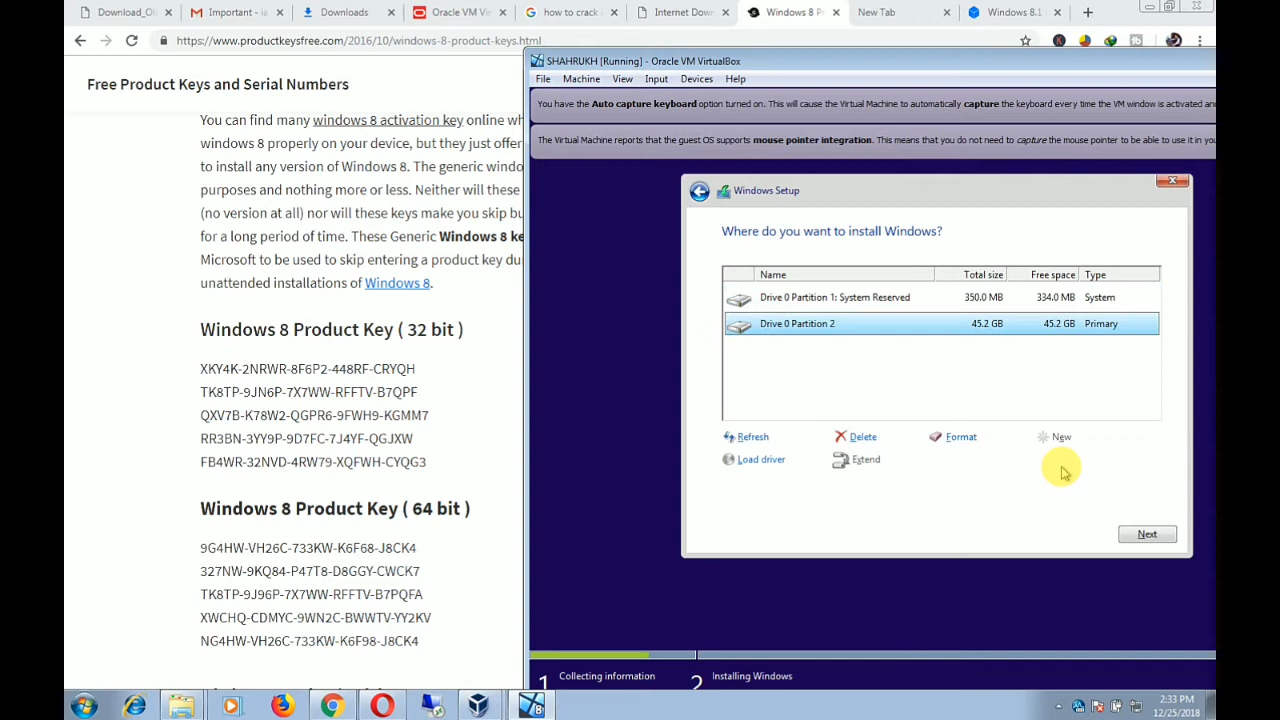 Download_Ol
Important - ia
Downloads
Oracle VM Vi
how to crack
Internet Down
Windows 8 P
New Tab
Windows 8.1
https://www.productkeysfree.com/2016/10/windows-8-product-keys.html
Free Product Keys and Serial Numbers
You can find many windows 8 activation key online wh
windows 8 properly on your device, but they just offer
to install any version of Windows 8. The generic windo
purposes and nothing more or less. Neither will these
(no version at all) nor will these keys make you skip bu
for a long period of time. These Generic Windows 8 ke
Microsoft to be used to skip entering a product key du
unattended installations of Windows 8.
Windows 8 Product Key ( 32 bit )
XKY4K-2NRWR-8F6P2-448RF-CRYQH
TK8TP-9JN6P-7X7WW-RFFTV-B7QPF
QXV7B-K78W2-QGPR6-9FWH9-KGMM7
RR3BN-3YY9P-9D7FC-7J4YF-QGJXW
FB4WR-32NVD-4RW79-XQFWH-CYQG3
Windows 8 Product Key ( 64 bit )
9G4HW-VH26C-733KW-K6F68-J8CK4
327NW-9KQ84-P47T8-D8GGY-CWCK7
TK8TP-9J96P-7X7WW-RFFTV-B7PQFA
XWCHQ-CDMYC-9WN2C-BWWTV-YY2KV
NG4HW-VH26C-733KW-K6F98-J8CK4
SHAHRUKH [Running] - Oracle VM VirtualBox
File Machine View Input Devices Help
You have the Auto capture keyboard option turned on. This will cause the Virtual Machine to automatically capture the keyboard every time the VM window is activated and
The Virtual Machine reports that the guest OS supports mouse pointer integration. This means that you do not need to capture the mouse pointer to be able to use it in you
Windows Setup
Where do you want to install Windows?
Name Total size Free space Type
Drive 0 Partition 1: System Reserved 350.0 MB 334.0 MB System
Drive 0 Partition 2 45.2 GB 45.2 GB Primary
Refresh Delete Format New
Load driver Extend
Next
1 Collecting information 2 Installing Windows
2:33 PM
12/25/2018